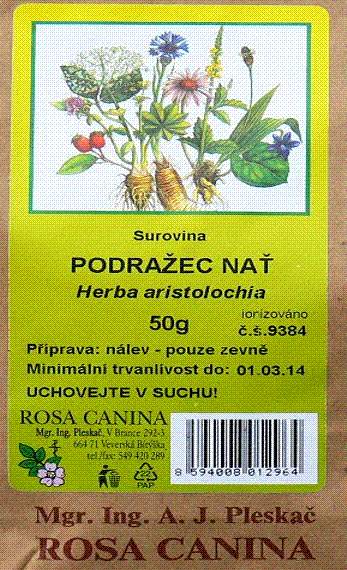 Surovina
PODRAŽEC NAŤ
Herba aristolochia
50g
ionizováno
č.š.9384
Příprava: nálev - pouze zevně
Minimální trvanlivost do: 01.03.14
UCHOVEJTE V SUCHU!
ROSA CANINA
Mgr. Ing. Pleskač, V Brance 292-3
664 71 Veverská Bítýška
tel./fax: 549 420 289
PAP
8 594008 012964
Mgr. Ing. A. J. Pleskač
ROSA CANINA